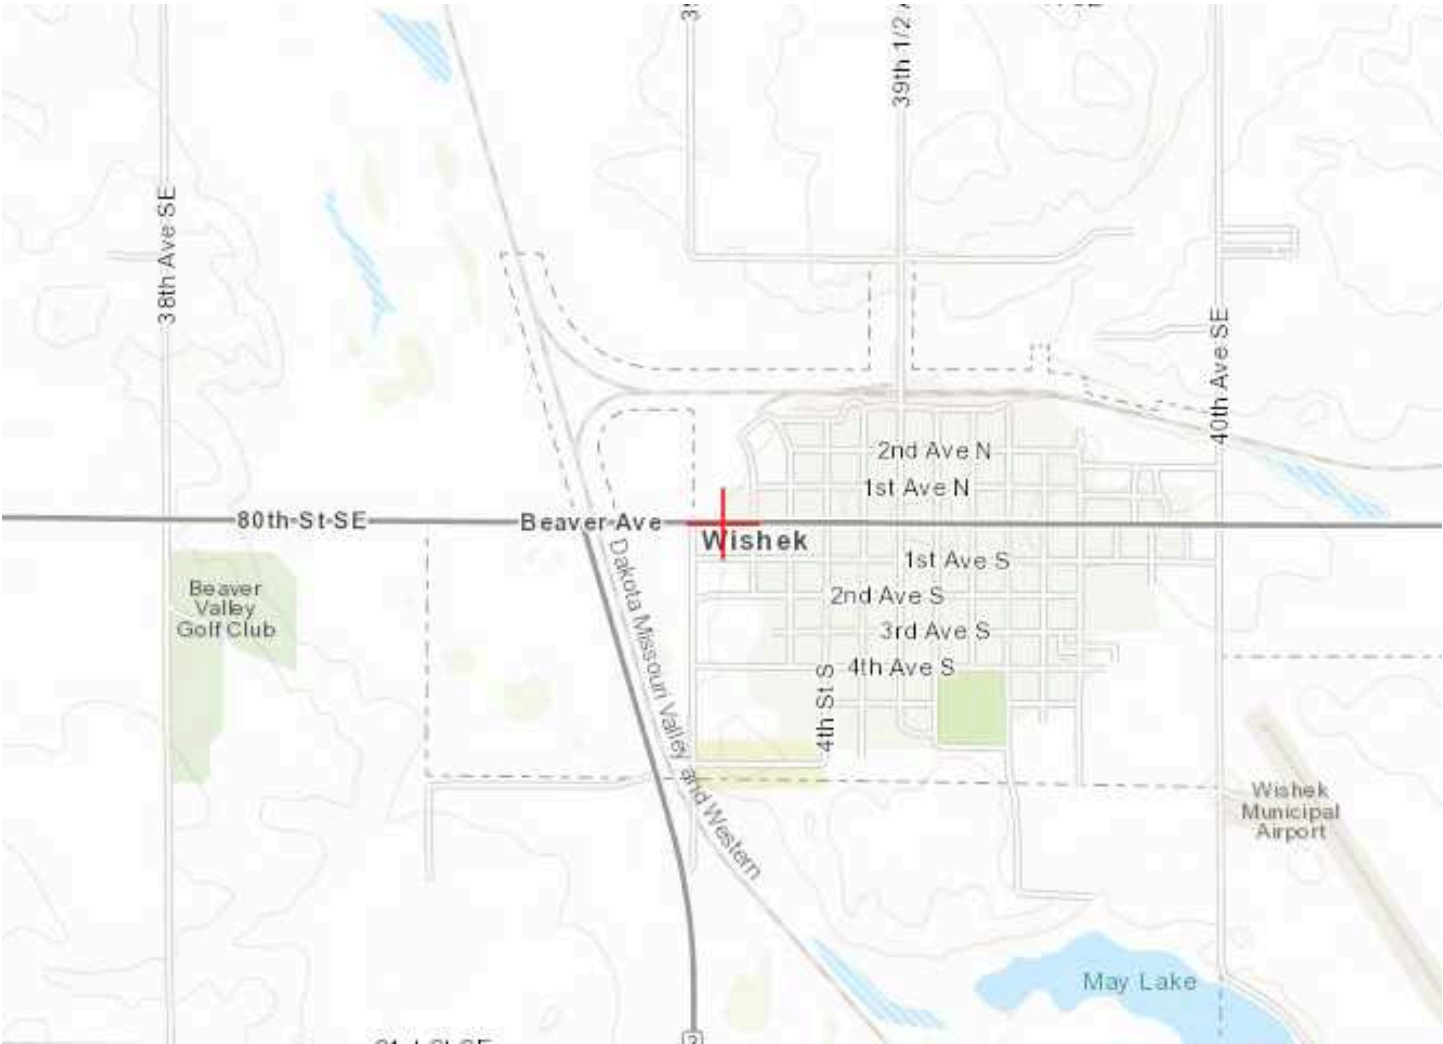 39th 1/2
38th Ave SE
40th Ave SE
2nd Ave N
1st Ave N
80th St SE
Beaver Ave
Wishek
1st Ave S
Beaver
Valley
Golf Club
2nd Ave S
3rd Ave S
4th Ave S
4th St S
Dakota Missouri Valley and Western
Wishek
Municipal
Airport
May Lake
3